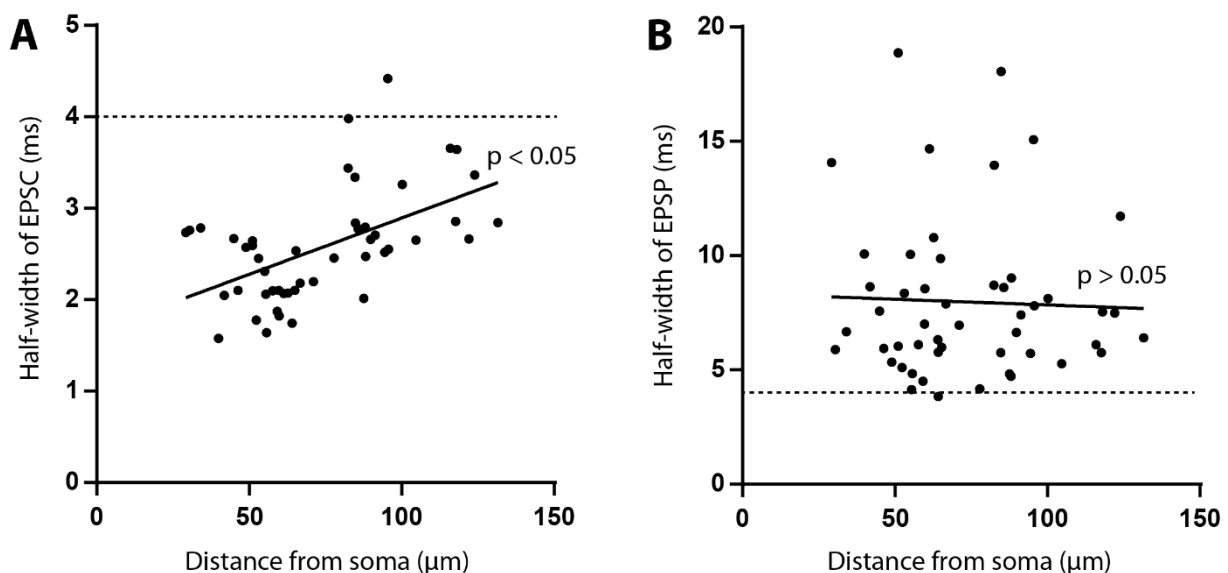 A
Half-width of EPSC (ms)
5
4
3
2
1
0
p < 0.05
0 50 100 150
Distance from soma (µm)
B
Half-width of EPSP (ms)
20
15
10
5
0
p > 0.05
0 50 100 150
Distance from soma (µm)